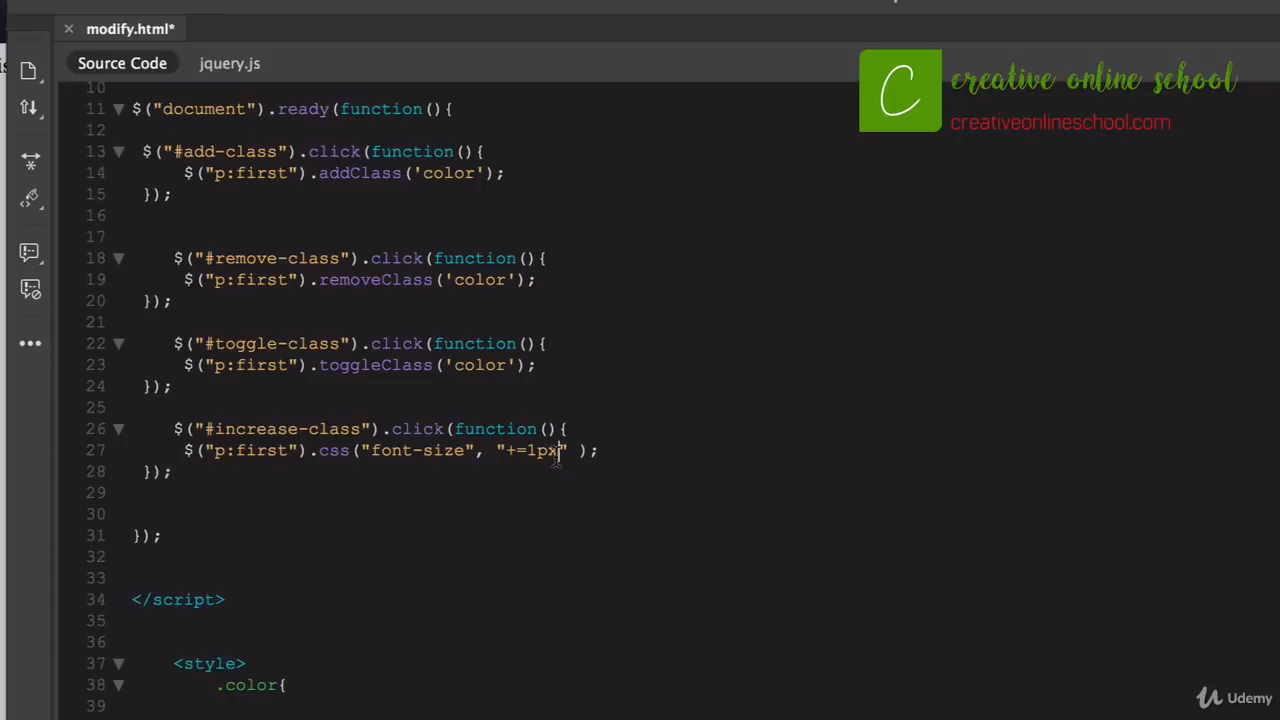 modify.html*
Source Code jquery.js
creative online school
creativeonlineschool.com
10
11 $("document").ready(function(){
12
13 $("#add-class").click(function(){
14 $("p:first").addClass('color');
15 });
16
17
18 $("#remove-class").click(function(){
19 $("p:first").removeClass('color');
20 });
21
22 $("#toggle-class").click(function(){
23 $("p:first").toggleClass('color');
24 });
25
26 $("#increase-class").click(function(){
27 $("p:first").css("font-size", "+=1px" );
28 });
29
30
31 });
32
33
34 </script>
35
36
37 <style>
38 .color{
39
Udemy